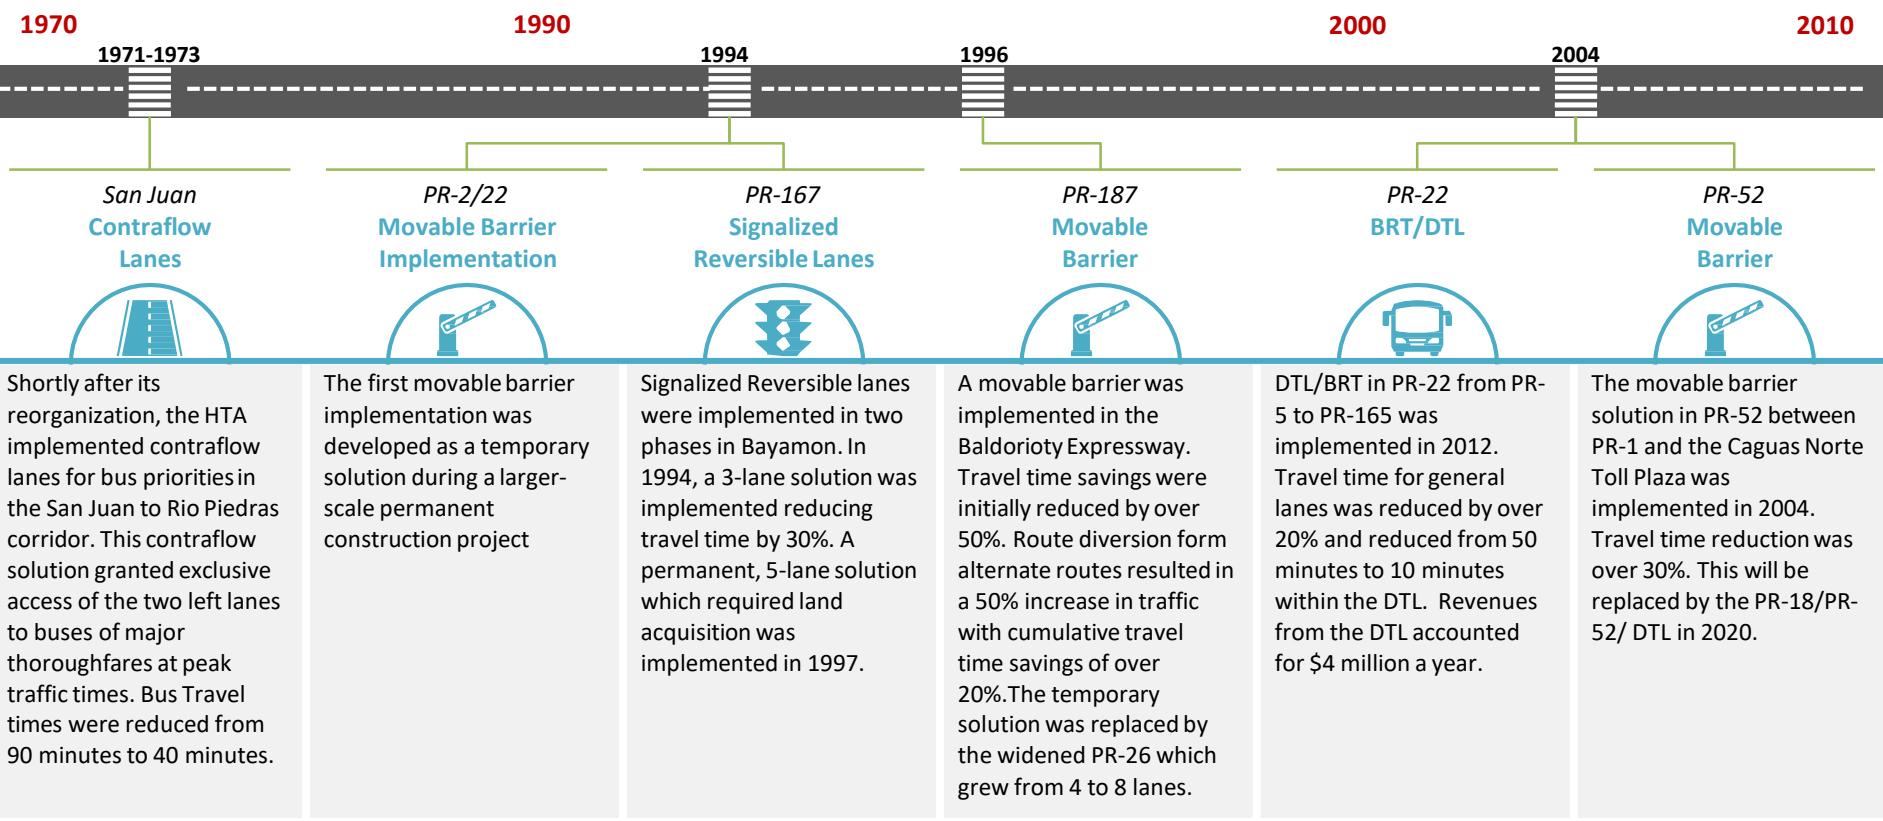 1970
1990
2000
2010
1971-1973
1994
1996
2004
San Juan
Contraflow
Lanes
Shortly after its
reorganization, the HTA
implemented contraflow
lanes for bus priorities in
the San Juan to Rio Piedras
corridor. This contraflow
solution granted exclusive
access of the two left lanes
to buses of major
thoroughfares at peak
traffic times. Bus Travel
times were reduced from
90 minutes to 40 minutes.
PR-2/22
Movable Barrier
Implementation
The first movable barrier
implementation was
developed as a temporary
solution during a larger-
scale permanent
construction project
PR-167
Signalized
Reversible Lanes
Signalized Reversible lanes
were implemented in two
phases in Bayamon. In
1994, a 3-lane solution was
implemented reducing
travel time by 30%. A
permanent, 5-lane solution
which required land
acquisition was
implemented in 1997.
PR-187
Movable
Barrier
A movable barrier was
implemented in the
Baldorioty Expressway.
Travel time savings were
initially reduced by over
50%. Route diversion form
alternate routes resulted in
a 50% increase in traffic
with cumulative travel
time savings of over
20%.The temporary
solution was replaced by
the widened PR-26 which
grew from 4 to 8 lanes.
PR-22
BRT/DTL
DTL/BRT in PR-22 from PR-
5 to PR-165 was
implemented in 2012.
Travel time for general
lanes was reduced by over
20% and reduced from 50
minutes to 10 minutes
within the DTL. Revenues
from the DTL accounted
for $4 million a year.
PR-52
Movable
Barrier
The movable barrier
solution in PR-52 between
PR-1 and the Caguas Norte
Toll Plaza was
implemented in 2004.
Travel time reduction was
over 30%. This will be
replaced by the PR-18/PR-
52/ DTL in 2020.